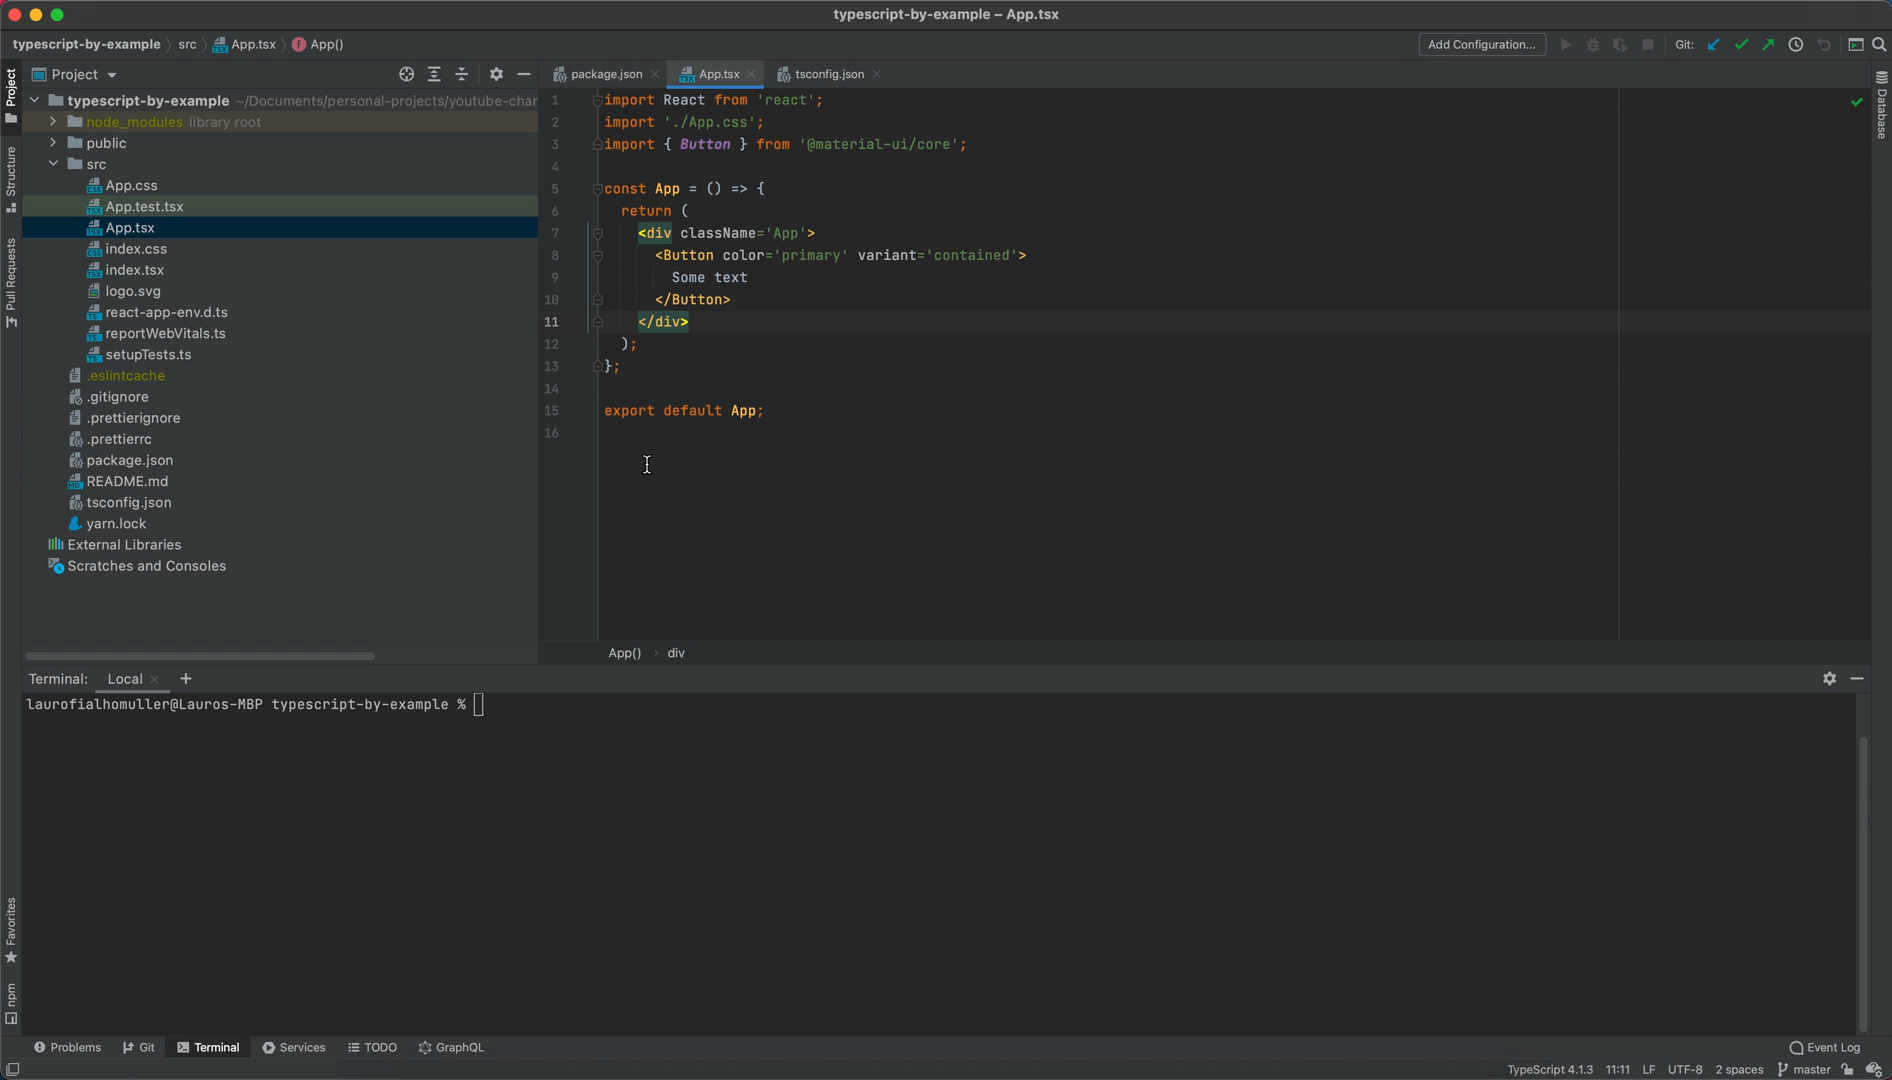 typescript-by-example – App.tsx
typescript-by-example src App.tsx f App()
Add Configuration... Git:
Project
package.json App.tsx tsconfig.json
Project
Structure
Pull Requests
Favorites
npm
Database
typescript-by-example ~/Documents/personal-projects/youtube-char
node_modules library root
public
src
App.css
App.test.tsx
App.tsx
index.css
index.tsx
logo.svg
react-app-env.d.ts
reportWebVitals.ts
setupTests.ts
.eslintcache
.gitignore
.prettierignore
.prettierrc
package.json
README.md
tsconfig.json
yarn.lock
External Libraries
Scratches and Consoles
1 import React from 'react';
2 import './App.css';
3 import { Button } from '@material-ui/core';
4
5 const App = () => {
6 return (
7 <div className='App'>
8 <Button color='primary' variant='contained'>
9 Some text
10 </Button>
11 </div>
12 );
13 };
14
15 export default App;
16
App() › div
Terminal: Local +
laurofialhomuller@Lauros-MBP typescript-by-example %
Problems Git Terminal Services TODO GraphQL Event Log
TypeScript 4.1.3 11:11 LF UTF-8 2 spaces master